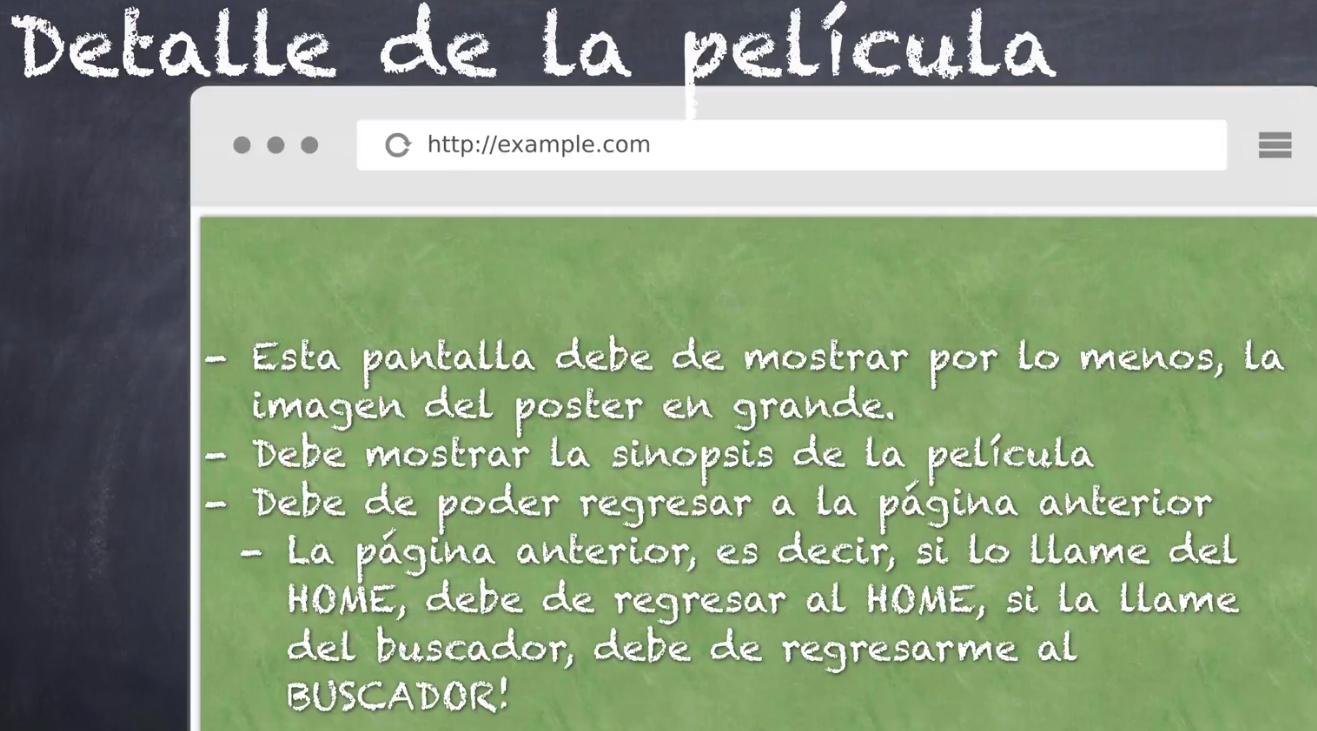 Detalle de la película
http://example.com
- Esta pantalla debe de mostrar por lo menos, la
imagen del poster en grande.
- Debe mostrar la sinopsis de la película
- Debe de poder regresar a la página anterior
- La página anterior, es decir, si lo llame del
HOME, debe de regresar al HOME, si la llame
del buscador, debe de regresarme al
BUSCADOR!